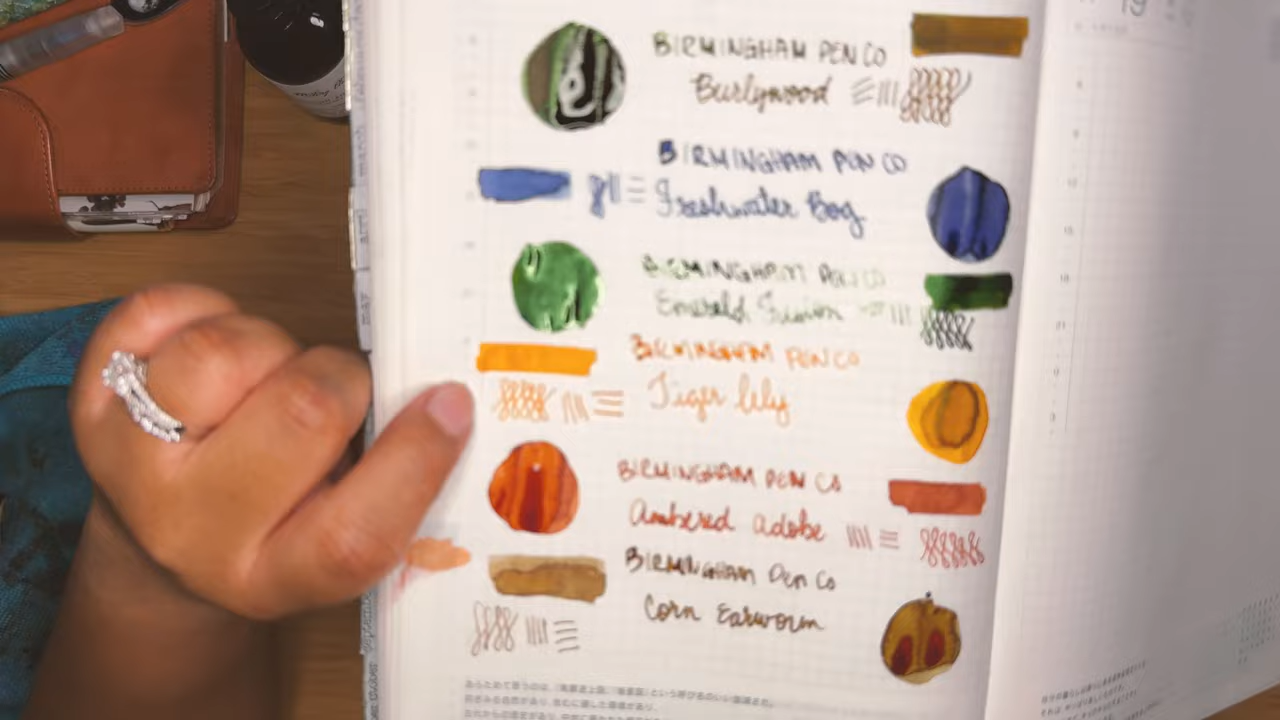 19
BIRMINGHAM PEN CO
Burlywood
BIRMINGHAM PEN CO
Freshwater Bog
BIRMINGHAM PEN CO
Emerald Fusion
BIRMINGHAM PEN CO
Tiger lily
BIRMINGHAM PEN CO
Ambered adobe
BIRMINGHAM Pen Co
Corn Earworm